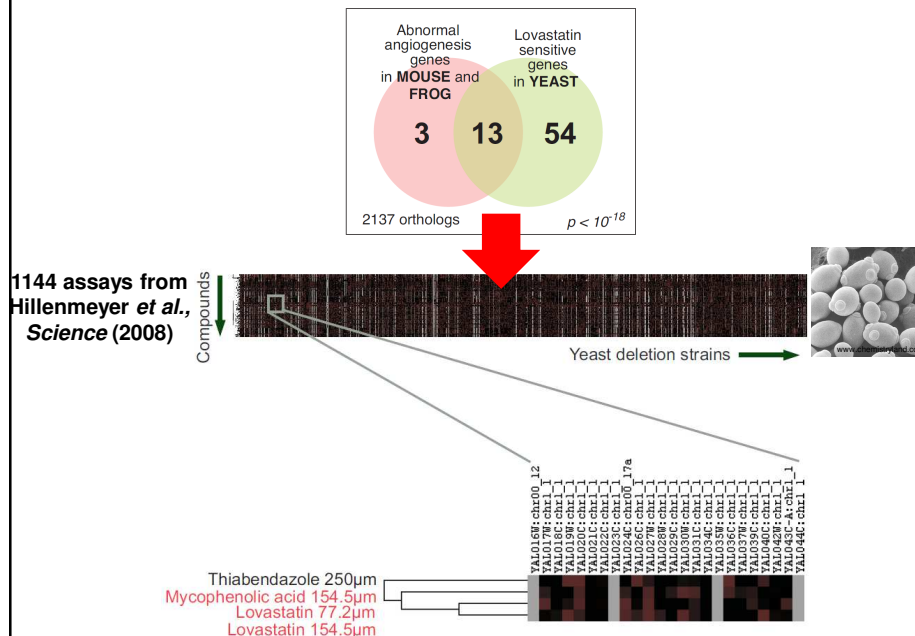 Abnormal
angiogenesis
genes
in MOUSE and
FROG
Lovastatin
sensitive
genes
in YEAST
3
13
54
2137 orthologs
p < 10-18
1144 assays from
Hillenmeyer et al.,
Science (2008)
Compounds
Yeast deletion strains
www.chemistryland.co
YAL016W:chr00_12
YAL017W:chr1_1
YAL018C:chr1_1
YAL019W:chr1_1
YAL020C:chr1_1
YAL021C:chr1_1
YAL022C:chr1_1
YAL023C:chr1_1
YAL024C:chr00_17a
YAL026C:chr1_1
YAL027W:chr1_1
YAL028W:chr1_1
YAL029C:chr1_1
YAL030W:chr1_1
YAL031C:chr1_1
YAL034C:chr1_1
YAL035W:chr1_1
YAL036C:chr1_1
YAL037W:chr1_1
YAL039C:chr1_1
YAL040C:chr1_1
YAL042W:chr1_1
YAL043C-A:chr1_1
YAL044C:chr1_1
Thiabendazole 250µm
Mycophenolic acid 154.5µm
Lovastatin 77.2µm
Lovastatin 154.5µm